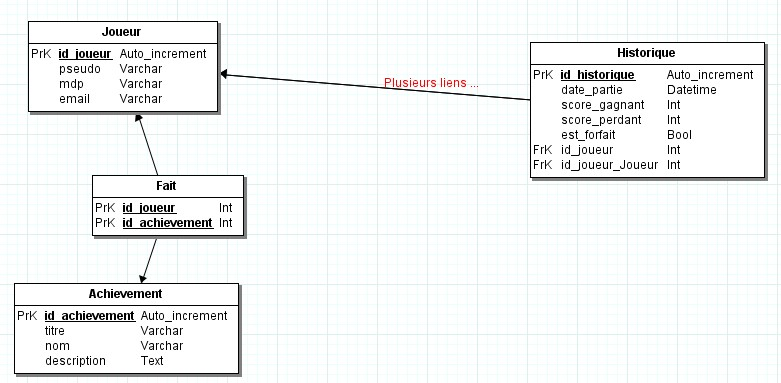 Joueur
PrK id_joueur Auto_increment
pseudo Varchar
mdp Varchar
email Varchar
Plusieurs liens ...
Historique
PrK id_historique Auto_increment
date_partie Datetime
score_gagnant Int
score_perdant Int
est_forfait Bool
FrK id_joueur Int
FrK id_joueur_Joueur Int
Fait
PrK id_joueur Int
PrK id_achievement Int
Achievement
PrK id_achievement Auto_increment
titre Varchar
nom Varchar
description Text